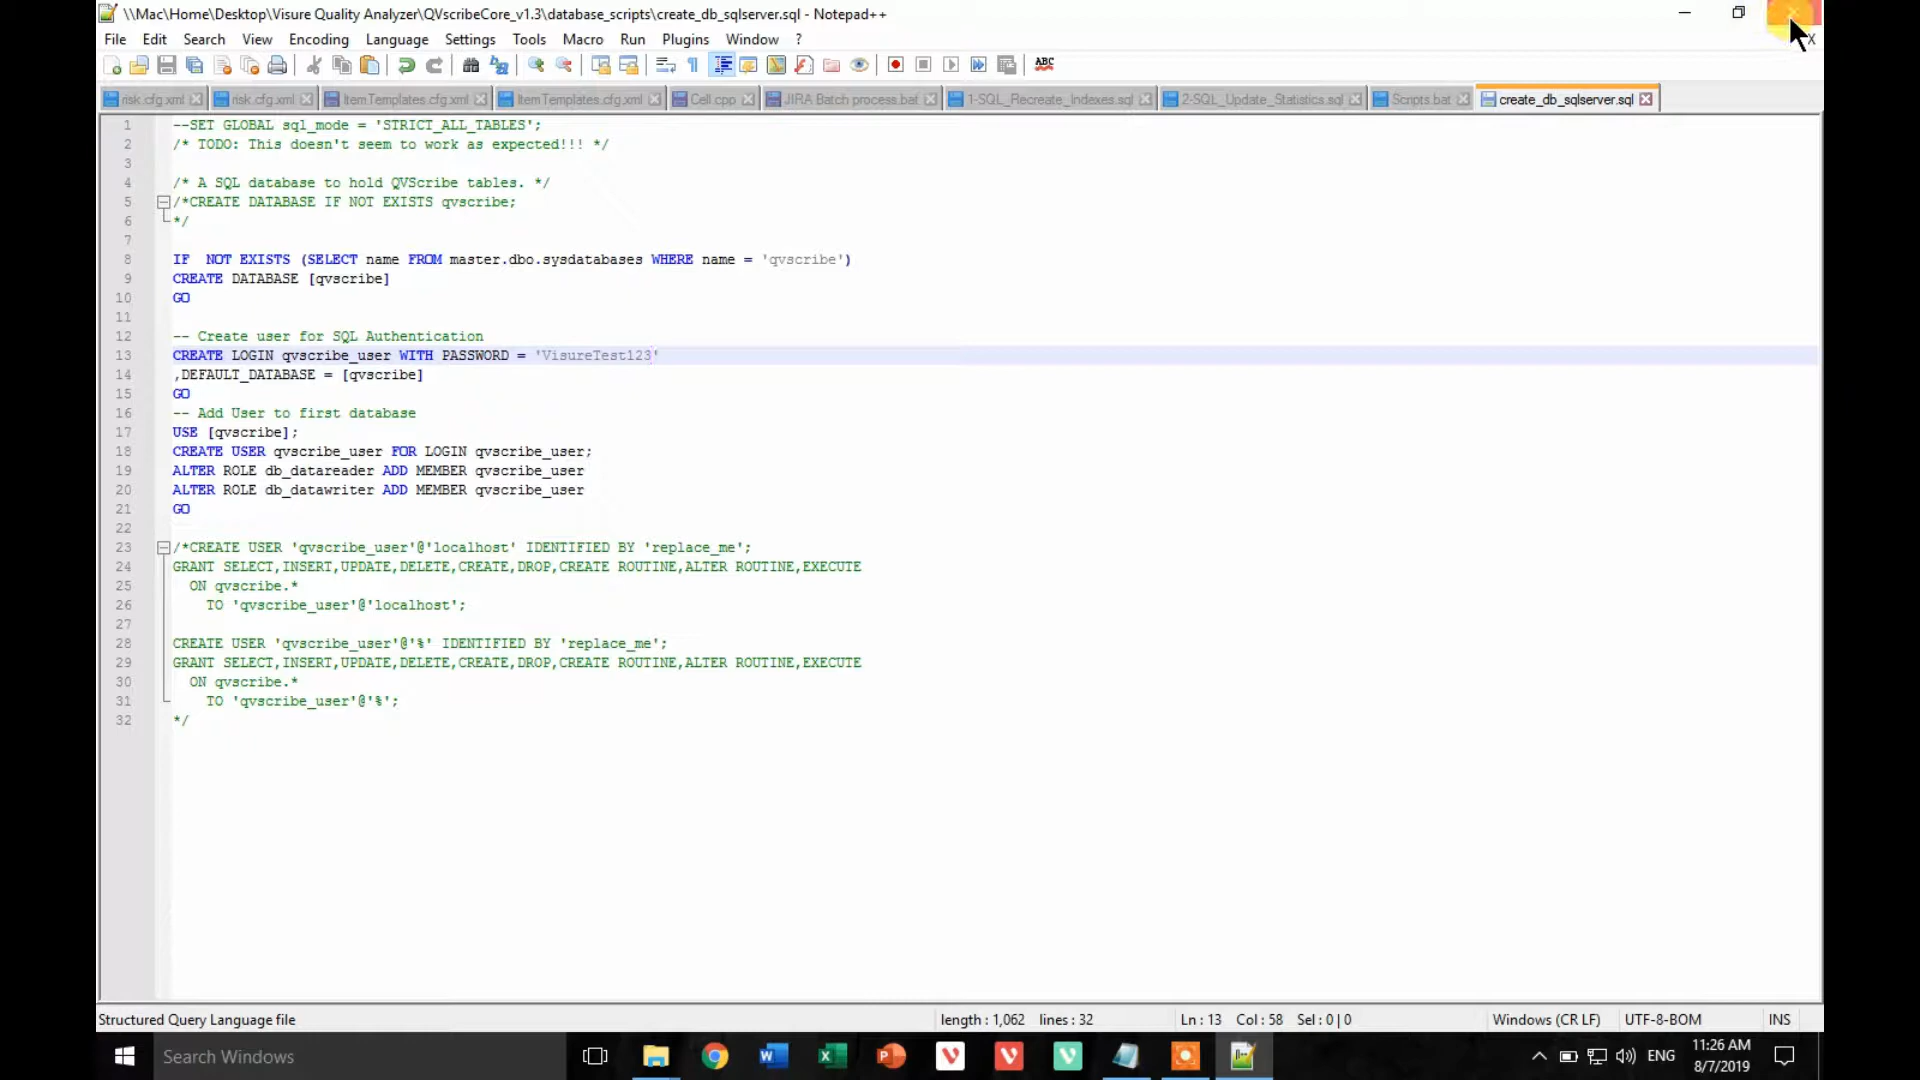 \\Mac\Home\Desktop\Visure Quality Analyzer\QVscribeCore_v1.3\database_scripts\create_db_sqlserver.sql - Notepad++
File Edit Search View Encoding Language Settings Tools Macro Run Plugins Window ?
X
ABC
risk.cfg.xml risk.cfg.xml ItemTemplates.cfg.xml ItemTemplates.cfg.xml Cell.cpp JIRA Batch process.bat 1-SQL_Recreate_Indexes.sql 2-SQL_Update_Statistics.sql Scripts.bat create_db_sqlserver.sql
1 --SET GLOBAL sql_mode = 'STRICT_ALL_TABLES';
2 /* TODO: This doesn't seem to work as expected!!! */
3
4 /* A SQL database to hold QVScribe tables. */
5 /*CREATE DATABASE IF NOT EXISTS qvscribe;
6 */
7
8 IF  NOT EXISTS (SELECT name FROM master.dbo.sysdatabases WHERE name = 'qvscribe')
9 CREATE DATABASE [qvscribe]
10 GO
11
12 -- Create user for SQL Authentication
13 CREATE LOGIN qvscribe_user WITH PASSWORD = 'VisureTest123'
14 ,DEFAULT_DATABASE = [qvscribe]
15 GO
16 -- Add User to first database
17 USE [qvscribe];
18 CREATE USER qvscribe_user FOR LOGIN qvscribe_user;
19 ALTER ROLE db_datareader ADD MEMBER qvscribe_user
20 ALTER ROLE db_datawriter ADD MEMBER qvscribe_user
21 GO
22
23 /*CREATE USER 'qvscribe_user'@'localhost' IDENTIFIED BY 'replace_me';
24 GRANT SELECT,INSERT,UPDATE,DELETE,CREATE,DROP,CREATE ROUTINE,ALTER ROUTINE,EXECUTE
25 ON qvscribe.*
26 TO 'qvscribe_user'@'localhost';
27
28 CREATE USER 'qvscribe_user'@'%' IDENTIFIED BY 'replace_me';
29 GRANT SELECT,INSERT,UPDATE,DELETE,CREATE,DROP,CREATE ROUTINE,ALTER ROUTINE,EXECUTE
30 ON qvscribe.*
31 TO 'qvscribe_user'@'%';
32 */
Structured Query Language file length : 1,062 lines : 32 Ln : 13 Col : 58 Sel : 0 | 0 Windows (CR LF) UTF-8-BOM INS
Search Windows ENG 11:26 AM
8/7/2019